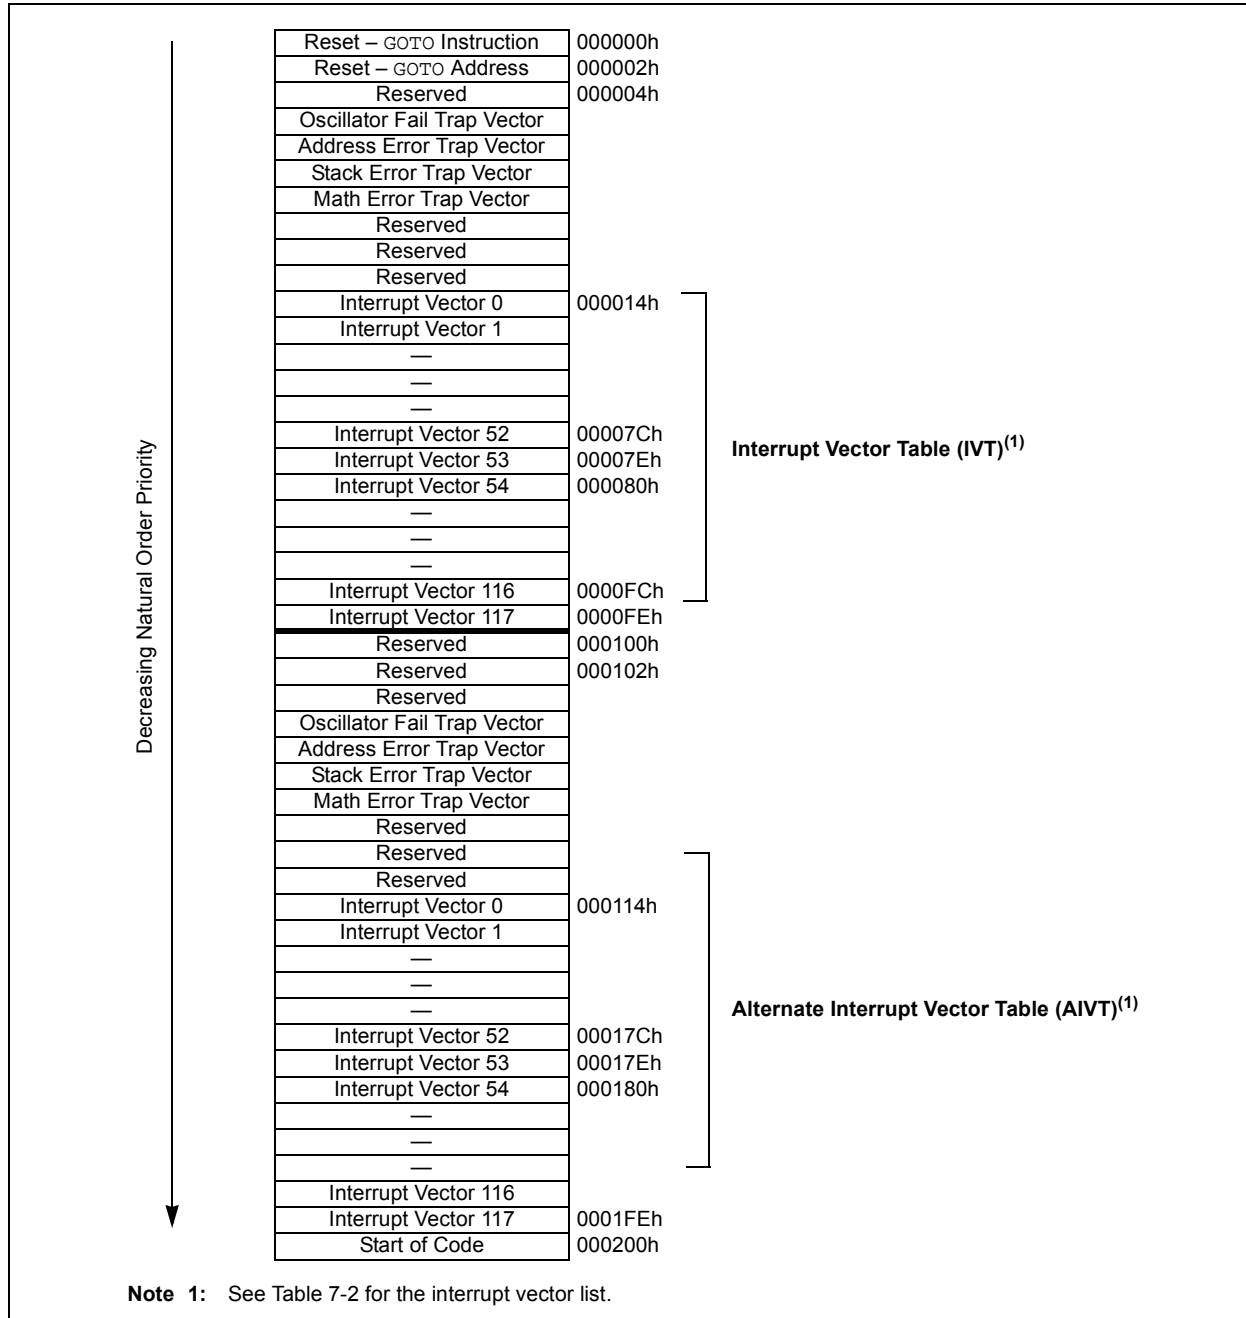 Reset – GOTO Instruction 000000h
Reset – GOTO Address 000002h
Reserved 000004h
Oscillator Fail Trap Vector
Address Error Trap Vector
Stack Error Trap Vector
Math Error Trap Vector
Reserved
Reserved
Reserved
Interrupt Vector 0 000014h
Interrupt Vector 1
—
—
—
Interrupt Vector 52 00007Ch
Interrupt Vector 53 00007Eh
Interrupt Vector 54 000080h
—
—
—
Interrupt Vector 116 0000FCh
Interrupt Vector 117 0000FEh
Reserved 000100h
Reserved 000102h
Reserved
Oscillator Fail Trap Vector
Address Error Trap Vector
Stack Error Trap Vector
Math Error Trap Vector
Reserved
Reserved
Reserved
Interrupt Vector 0 000114h
Interrupt Vector 1
—
—
—
Interrupt Vector 52 00017Ch
Interrupt Vector 53 00017Eh
Interrupt Vector 54 000180h
—
—
—
Interrupt Vector 116
Interrupt Vector 117 0001FEh
Start of Code 000200h
Decreasing Natural Order Priority
Interrupt Vector Table (IVT)(1)
Alternate Interrupt Vector Table (AIVT)(1)
Note 1: See Table 7-2 for the interrupt vector list.